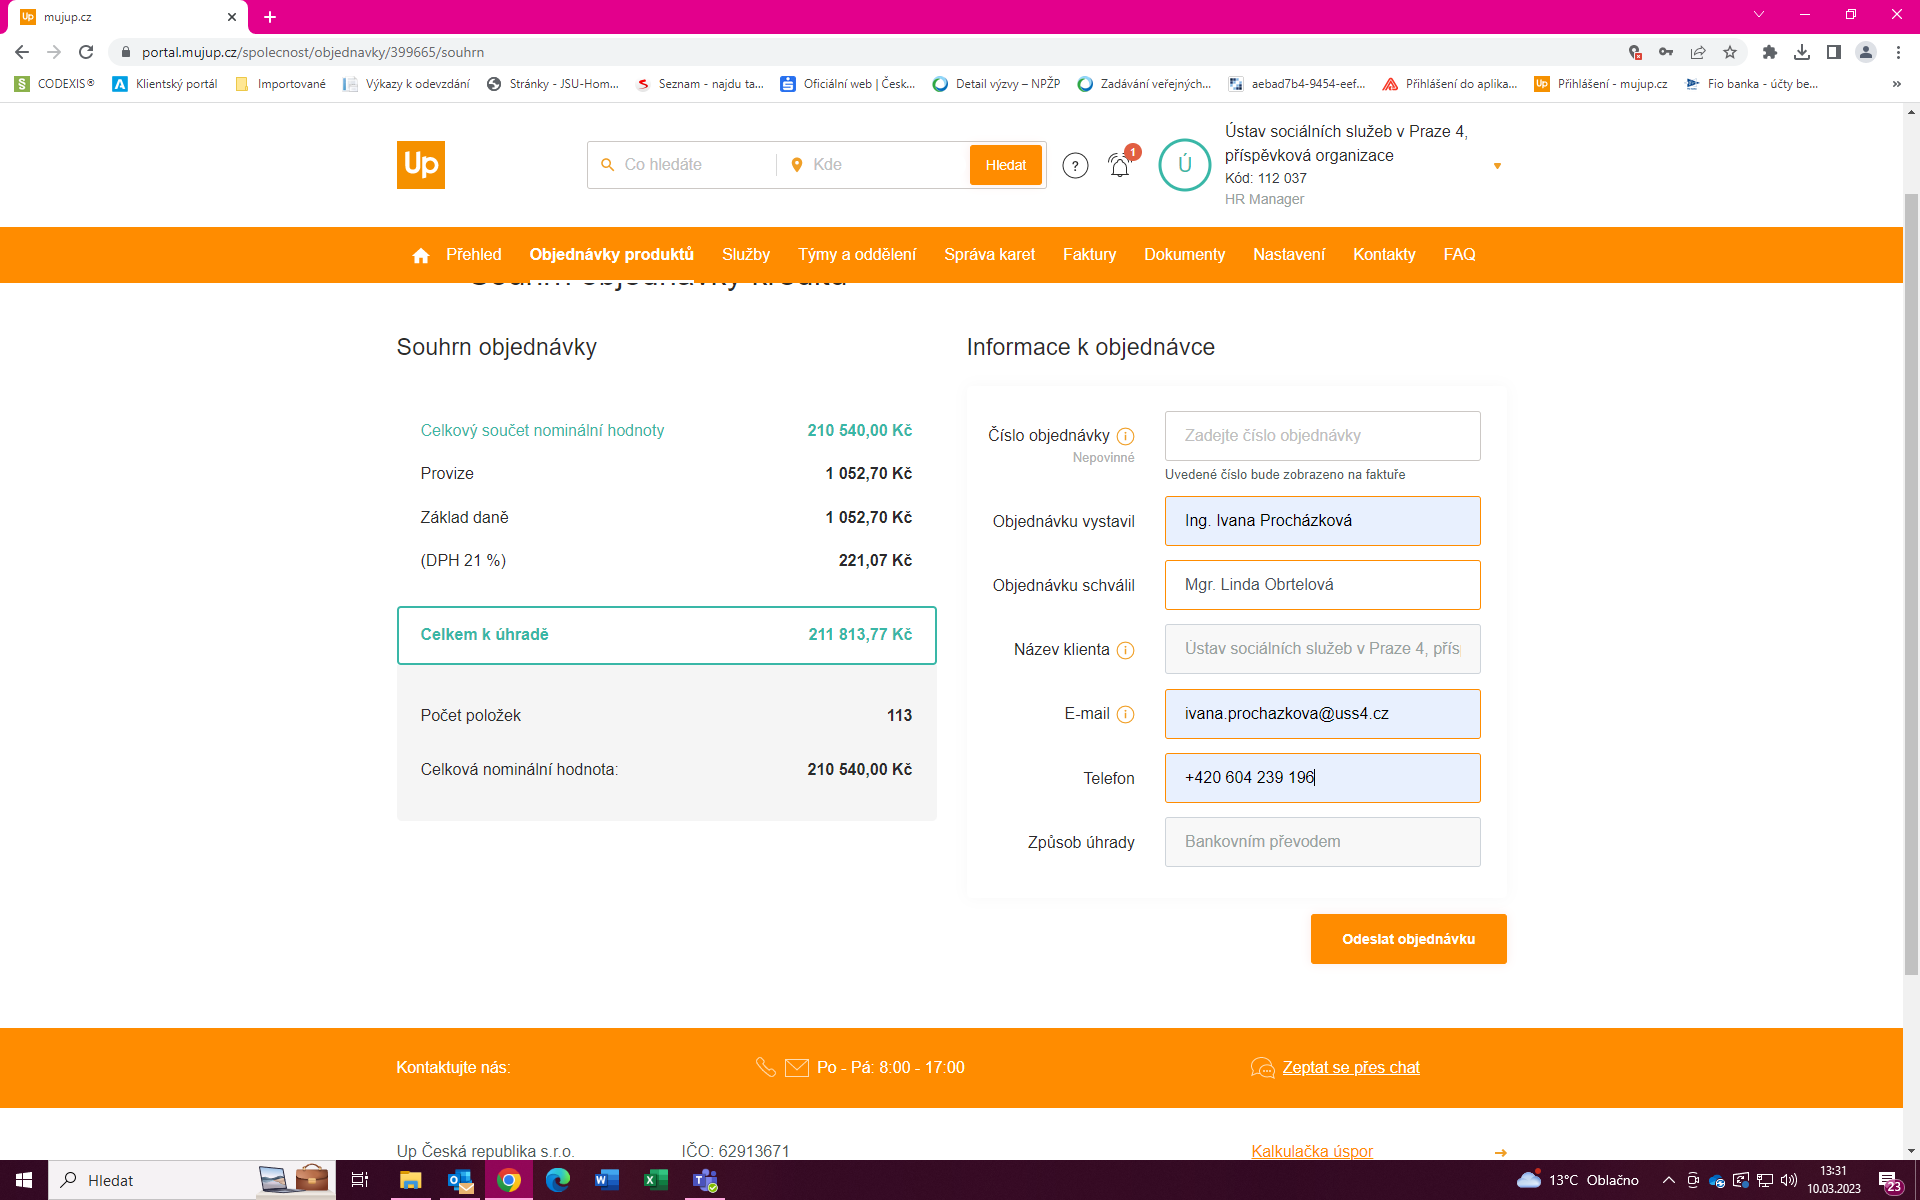 mujup.cz
portal.mujup.cz/spolecnost/objednavky/399665/souhrn
CODEXIS® Klientský portál Importované Výkazy k odevzdání Stránky - JSU-Hom... Seznam - najdu ta... Oficiální web | Česk... Detail výzvy – NPŽP Zadávání veřejných... aebad7b4-9454-eef... Přihlášení do aplika... Přihlášení - mujup.cz Fio banka - účty be... »
Up
Co hledáte
Kde
Hledat
?
1
Ú
Ústav sociálních služeb v Praze 4,
příspěvková organizace
Kód: 112 037
HR Manager
Přehled Objednávky produktů Služby Týmy a oddělení Správa karet Faktury Dokumenty Nastavení Kontakty FAQ
Souhrn objednávky kreditu
Souhrn objednávky
Celkový součet nominální hodnoty 210 540,00 Kč
Provize 1 052,70 Kč
Základ daně 1 052,70 Kč
(DPH 21 %) 221,07 Kč
Celkem k úhradě 211 813,77 Kč
Počet položek 113
Celková nominální hodnota: 210 540,00 Kč
Informace k objednávce
Číslo objednávky Zadejte číslo objednávky
Nepovinné
Uvedené číslo bude zobrazeno na faktuře
Objednávku vystavil Ing. Ivana Procházková
Objednávku schválil Mgr. Linda Obrtelová
Název klienta Ústav sociálních služeb v Praze 4, přís
E-mail ivana.prochazkova@uss4.cz
Telefon +420 604 239 196
Způsob úhrady Bankovním převodem
Odeslat objednávku
Kontaktujte nás: Po - Pá: 8:00 - 17:00 Zeptat se přes chat
Up Česká republika s.r.o. IČO: 62913671 Kalkulačka úspor
Hledat
13°C Oblačno
13:31
10.03.2023
23